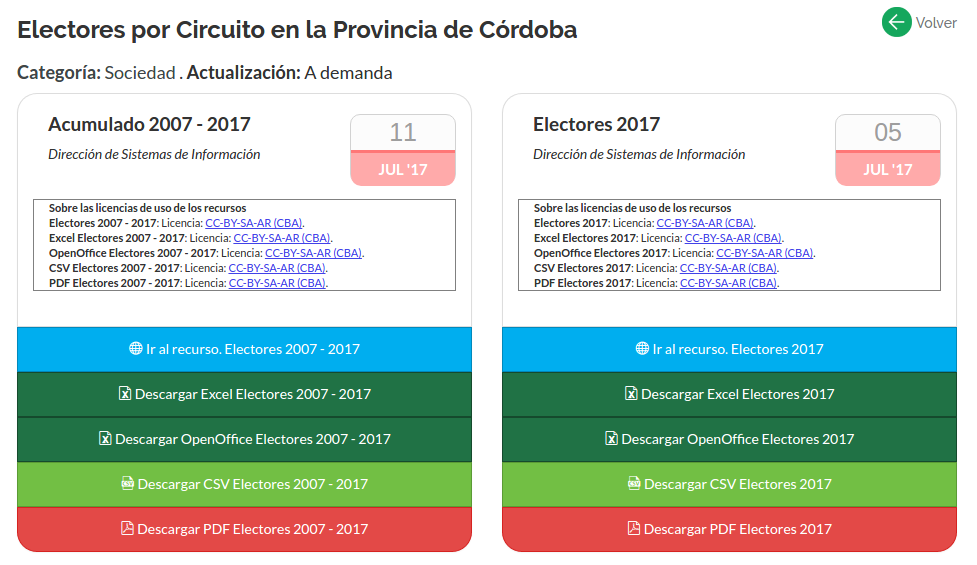 Electores por Circuito en la Provincia de Córdoba
Volver
Categoría: Sociedad . Actualización: A demanda
Acumulado 2007 - 2017
Dirección de Sistemas de Información
11
JUL '17
Sobre las licencias de uso de los recursos
Electores 2007 - 2017: Licencia: CC-BY-SA-AR (CBA).
Excel Electores 2007 - 2017: Licencia: CC-BY-SA-AR (CBA).
OpenOffice Electores 2007 - 2017: Licencia: CC-BY-SA-AR (CBA).
CSV Electores 2007 - 2017: Licencia: CC-BY-SA-AR (CBA).
PDF Electores 2007 - 2017: Licencia: CC-BY-SA-AR (CBA).
Ir al recurso. Electores 2007 - 2017
Descargar Excel Electores 2007 - 2017
Descargar OpenOffice Electores 2007 - 2017
Descargar CSV Electores 2007 - 2017
Descargar PDF Electores 2007 - 2017
Electores 2017
Dirección de Sistemas de Información
05
JUL '17
Sobre las licencias de uso de los recursos
Electores 2017: Licencia: CC-BY-SA-AR (CBA).
Excel Electores 2017: Licencia: CC-BY-SA-AR (CBA).
OpenOffice Electores 2017: Licencia: CC-BY-SA-AR (CBA).
CSV Electores 2017: Licencia: CC-BY-SA-AR (CBA).
PDF Electores 2017: Licencia: CC-BY-SA-AR (CBA).
Ir al recurso. Electores 2017
Descargar Excel Electores 2017
Descargar OpenOffice Electores 2017
Descargar CSV Electores 2017
Descargar PDF Electores 2017